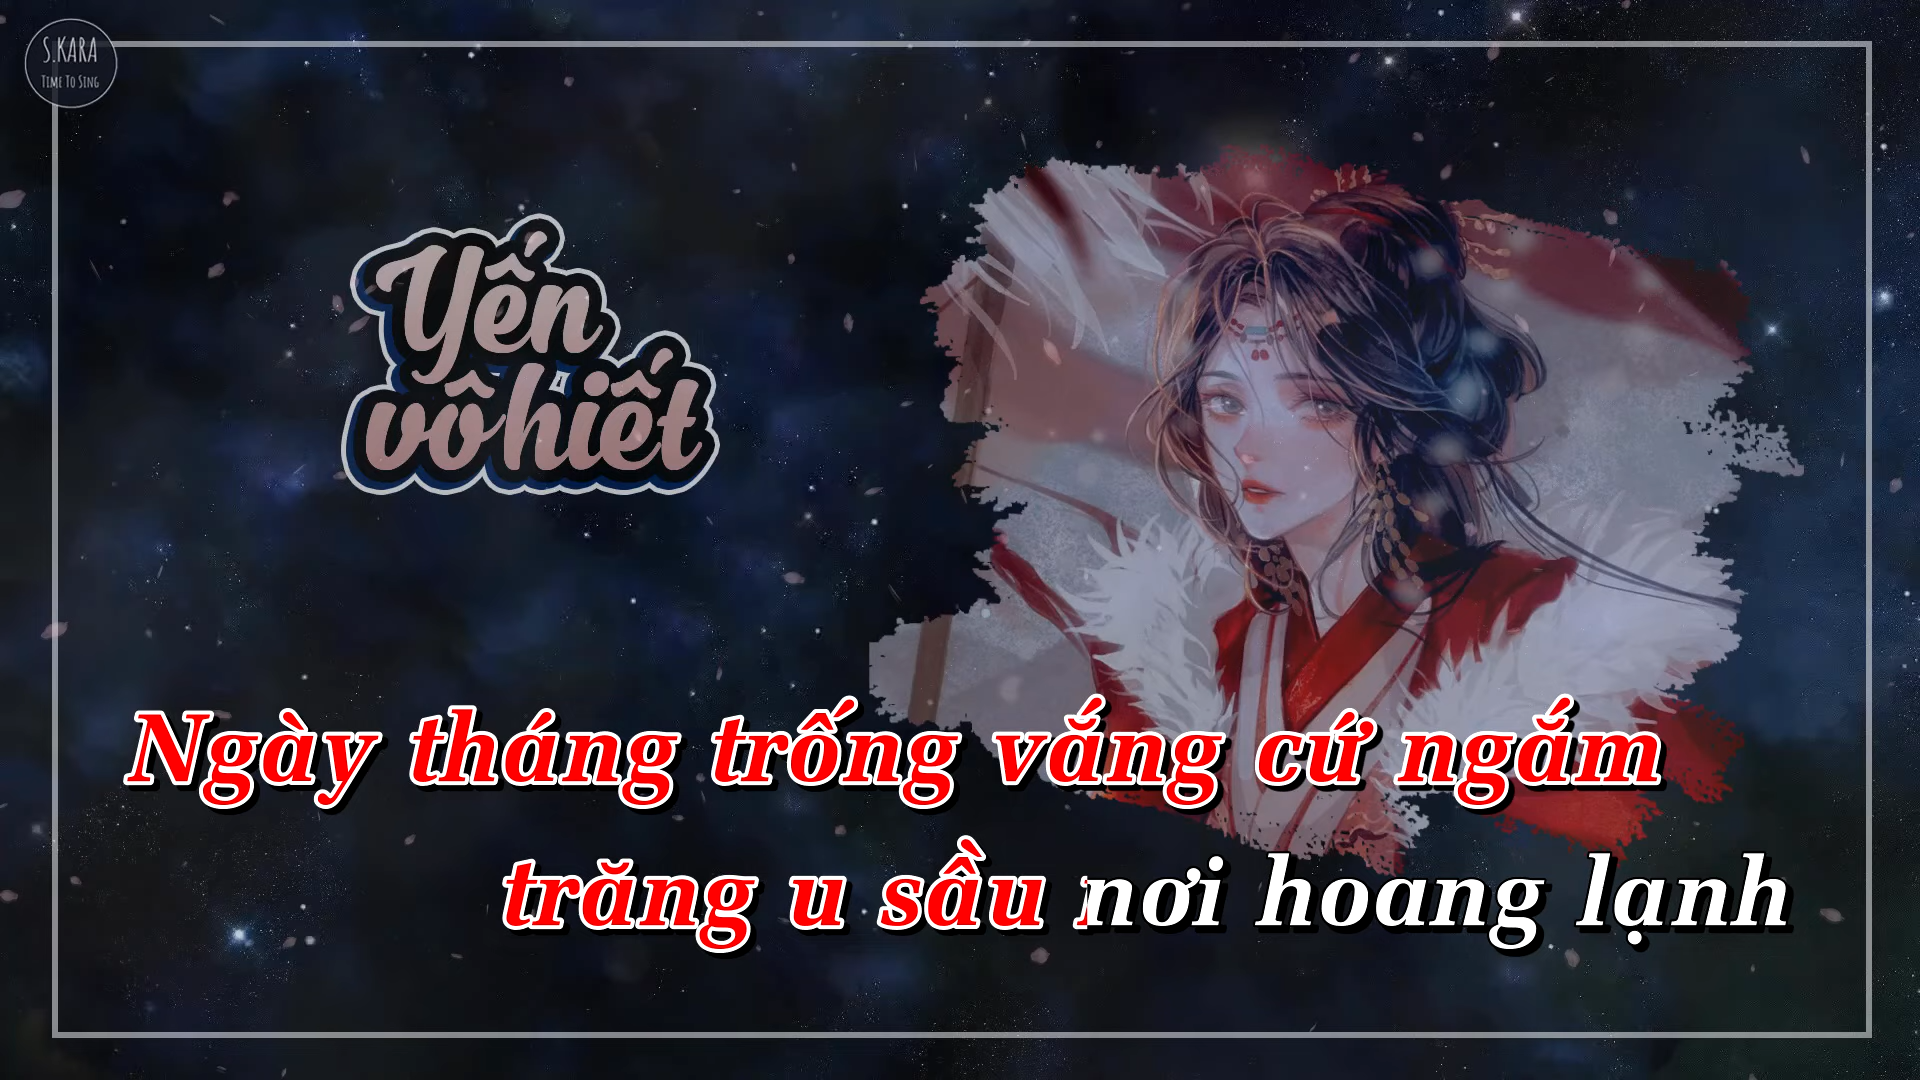 S.KARA
TIME TO SING
Yến
vô hiết
Ngày tháng trống vắng cứ ngắm
trăng u sầu nơi hoang lạnh